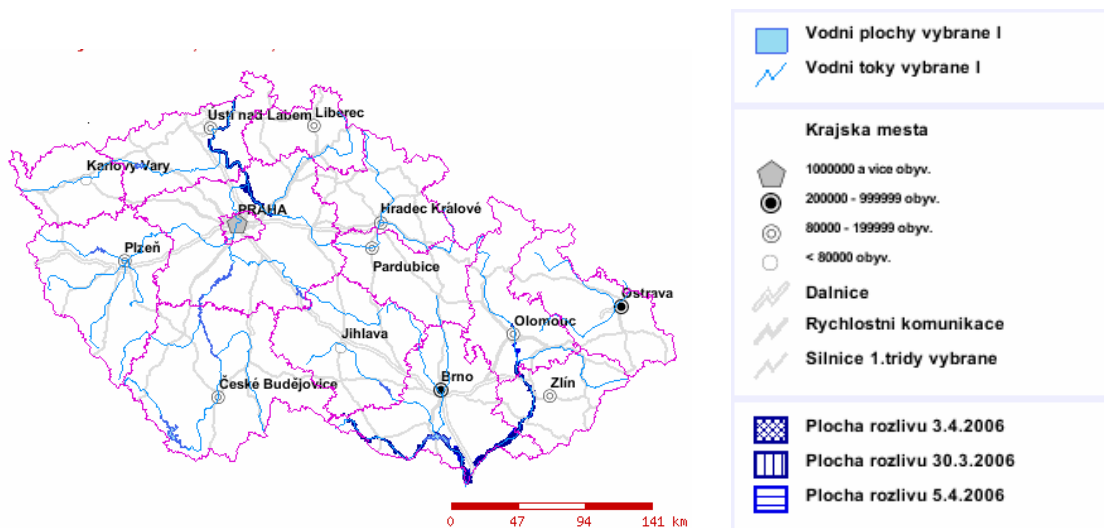 Usti nad Labem
Liberec
Karlovy Vary
PRAHA
Hradec Králové
Plzeň
Pardubice
Ostrava
Olomouc
Jihlava
České Budějovice
Brno
Zlín
0 47 94 141 km
Vodni plochy vybrane I
Vodni toky vybrane I
Krajska mesta
1000000 a vice obyv.
200000 - 999999 obyv.
80000 - 199999 obyv.
< 80000 obyv.
Dalnice
Rychlostni komunikace
Silnice 1.tridy vybrane
Plocha rozlivu 3.4.2006
Plocha rozlivu 30.3.2006
Plocha rozlivu 5.4.2006